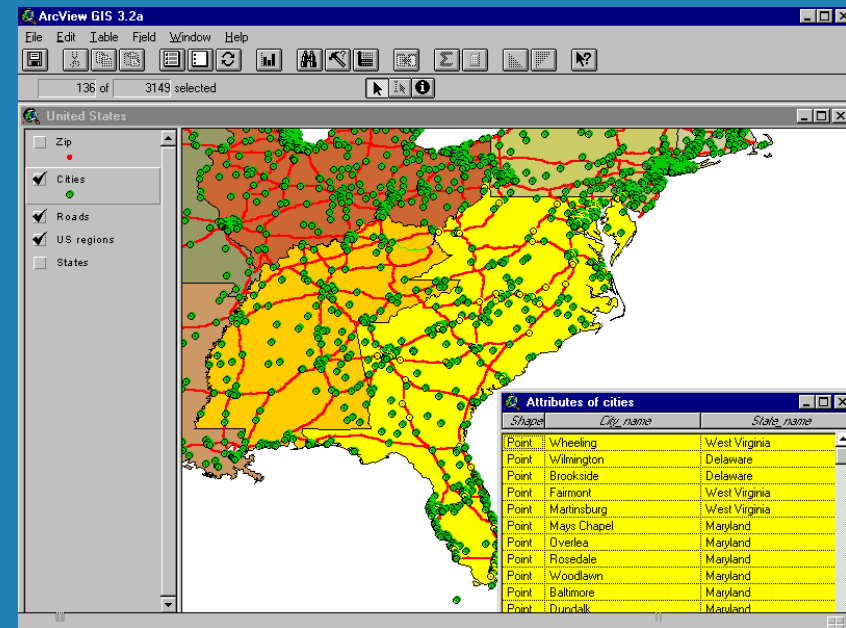 ArcView GIS 3.2a
File Edit Table Field Window Help
136 of 3149 selected
United States
Zip
Cities
Roads
US regions
States
Attributes of cities
Shape City_name State_name
Point Wheeling West Virginia
Point Wilmington Delaware
Point Brookside Delaware
Point Fairmont West Virginia
Point Martinsburg West Virginia
Point Mays Chapel Maryland
Point Overlea Maryland
Point Rosedale Maryland
Point Woodlawn Maryland
Point Baltimore Maryland
Point Dundalk Maryland